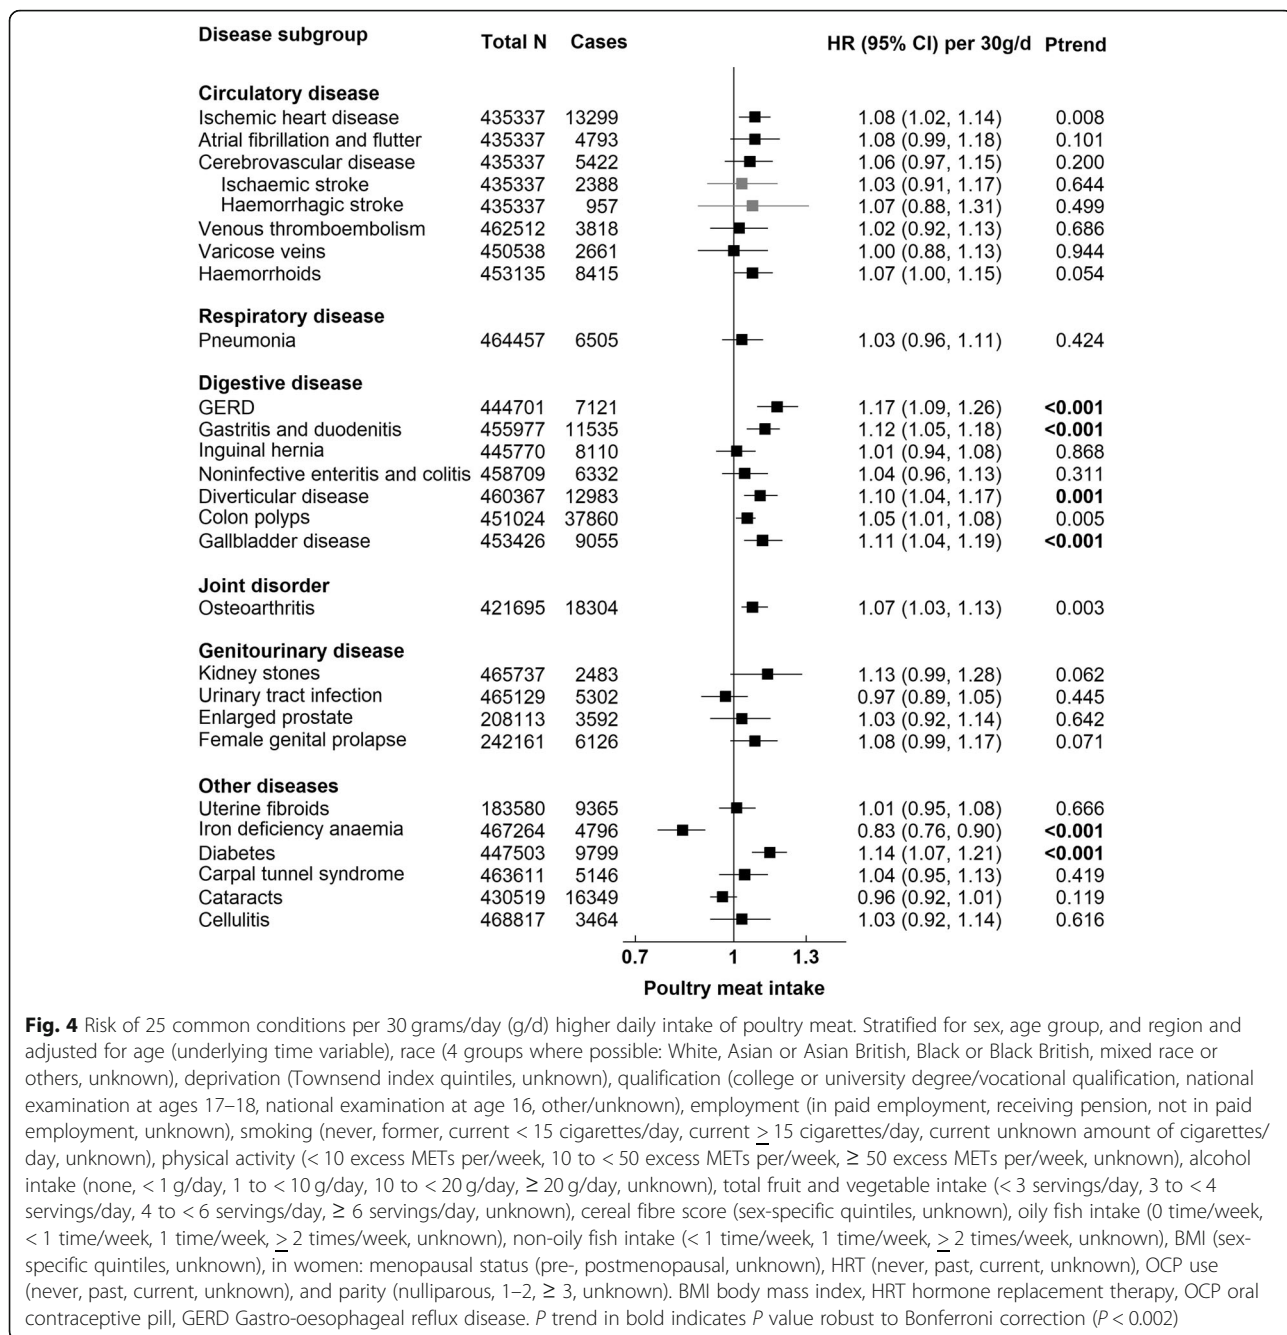 Disease subgroup Total N Cases HR (95% CI) per 30g/d Ptrend
Circulatory disease
Ischemic heart disease 435337 13299 1.08 (1.02, 1.14) 0.008
Atrial fibrillation and flutter 435337 4793 1.08 (0.99, 1.18) 0.101
Cerebrovascular disease 435337 5422 1.06 (0.97, 1.15) 0.200
Ischaemic stroke 435337 2388 1.03 (0.91, 1.17) 0.644
Haemorrhagic stroke 435337 957 1.07 (0.88, 1.31) 0.499
Venous thromboembolism 462512 3818 1.02 (0.92, 1.13) 0.686
Varicose veins 450538 2661 1.00 (0.88, 1.13) 0.944
Haemorrhoids 453135 8415 1.07 (1.00, 1.15) 0.054
Respiratory disease
Pneumonia 464457 6505 1.03 (0.96, 1.11) 0.424
Digestive disease
GERD 444701 7121 1.17 (1.09, 1.26) <0.001
Gastritis and duodenitis 455977 11535 1.12 (1.05, 1.18) <0.001
Inguinal hernia 445770 8110 1.01 (0.94, 1.08) 0.868
Noninfective enteritis and colitis 458709 6332 1.04 (0.96, 1.13) 0.311
Diverticular disease 460367 12983 1.10 (1.04, 1.17) 0.001
Colon polyps 451024 37860 1.05 (1.01, 1.08) 0.005
Gallbladder disease 453426 9055 1.11 (1.04, 1.19) <0.001
Joint disorder
Osteoarthritis 421695 18304 1.07 (1.03, 1.13) 0.003
Genitourinary disease
Kidney stones 465737 2483 1.13 (0.99, 1.28) 0.062
Urinary tract infection 465129 5302 0.97 (0.89, 1.05) 0.445
Enlarged prostate 208113 3592 1.03 (0.92, 1.14) 0.642
Female genital prolapse 242161 6126 1.08 (0.99, 1.17) 0.071
Other diseases
Uterine fibroids 183580 9365 1.01 (0.95, 1.08) 0.666
Iron deficiency anaemia 467264 4796 0.83 (0.76, 0.90) <0.001
Diabetes 447503 9799 1.14 (1.07, 1.21) <0.001
Carpal tunnel syndrome 463611 5146 1.04 (0.95, 1.13) 0.419
Cataracts 430519 16349 0.96 (0.92, 1.01) 0.119
Cellulitis 468817 3464 1.03 (0.92, 1.14) 0.616
0.7 1 1.3
Poultry meat intake
Fig. 4 Risk of 25 common conditions per 30 grams/day (g/d) higher daily intake of poultry meat. Stratified for sex, age group, and region and
adjusted for age (underlying time variable), race (4 groups where possible: White, Asian or Asian British, Black or Black British, mixed race or
others, unknown), deprivation (Townsend index quintiles, unknown), qualification (college or university degree/vocational qualification, national
examination at ages 17–18, national examination at age 16, other/unknown), employment (in paid employment, receiving pension, not in paid
employment, unknown), smoking (never, former, current < 15 cigarettes/day, current ≥ 15 cigarettes/day, current unknown amount of cigarettes/
day, unknown), physical activity (< 10 excess METs per/week, 10 to < 50 excess METs per/week, ≥ 50 excess METs per/week, unknown), alcohol
intake (none, < 1 g/day, 1 to < 10 g/day, 10 to < 20 g/day, ≥ 20 g/day, unknown), total fruit and vegetable intake (< 3 servings/day, 3 to < 4
servings/day, 4 to < 6 servings/day, ≥ 6 servings/day, unknown), cereal fibre score (sex-specific quintiles, unknown), oily fish intake (0 time/week,
< 1 time/week, 1 time/week, ≥ 2 times/week, unknown), non-oily fish intake (< 1 time/week, 1 time/week, ≥ 2 times/week, unknown), BMI (sex-
specific quintiles, unknown), in women: menopausal status (pre-, postmenopausal, unknown), HRT (never, past, current, unknown), OCP use
(never, past, current, unknown), and parity (nulliparous, 1–2, ≥ 3, unknown). BMI body mass index, HRT hormone replacement therapy, OCP oral
contraceptive pill, GERD Gastro-oesophageal reflux disease. P trend in bold indicates P value robust to Bonferroni correction (P < 0.002)